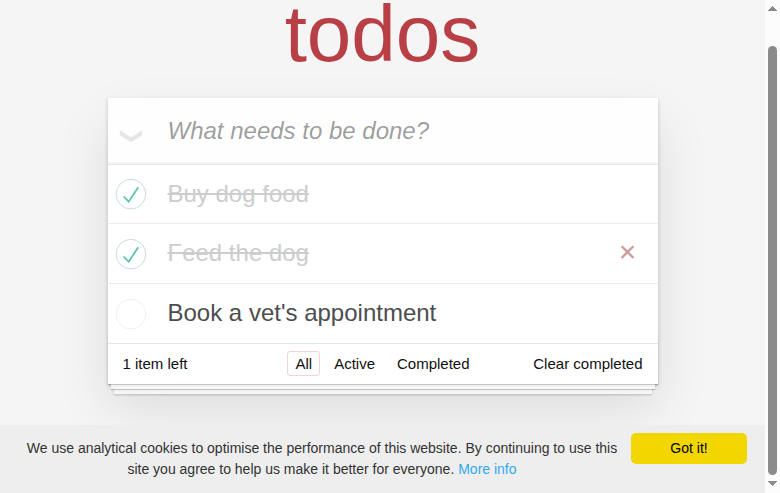 todos
What needs to be done?
Buy dog food
Feed the dog
Book a vet's appointment
1 item left All Active Completed Clear completed
We use analytical cookies to optimise the performance of this website. By continuing to use this
site you agree to help us make it better for everyone. More info
Got it!